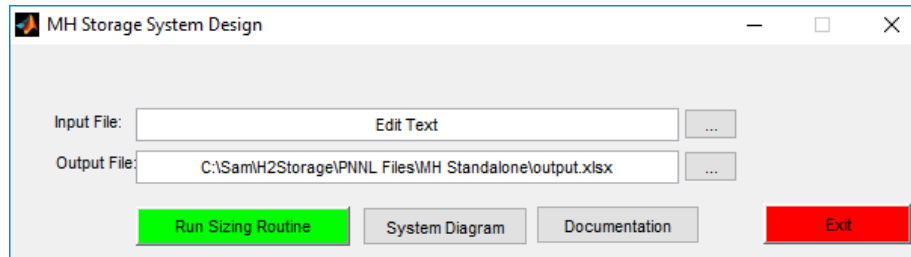 MH Storage System Design
Input File: Edit Text ...
Output File: C:\Sam\H2Storage\PNNL Files\MH Standalone\output.xlsx ...
Run Sizing Routine System Diagram Documentation Exit